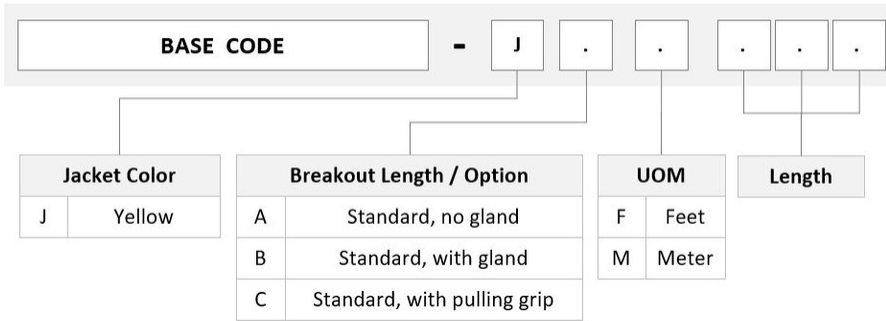 BASE CODE - J . . . . .
Jacket Color
J Yellow
Breakout Length / Option
A Standard, no gland
B Standard, with gland
C Standard, with pulling grip
UOM
F Feet
M Meter
Length